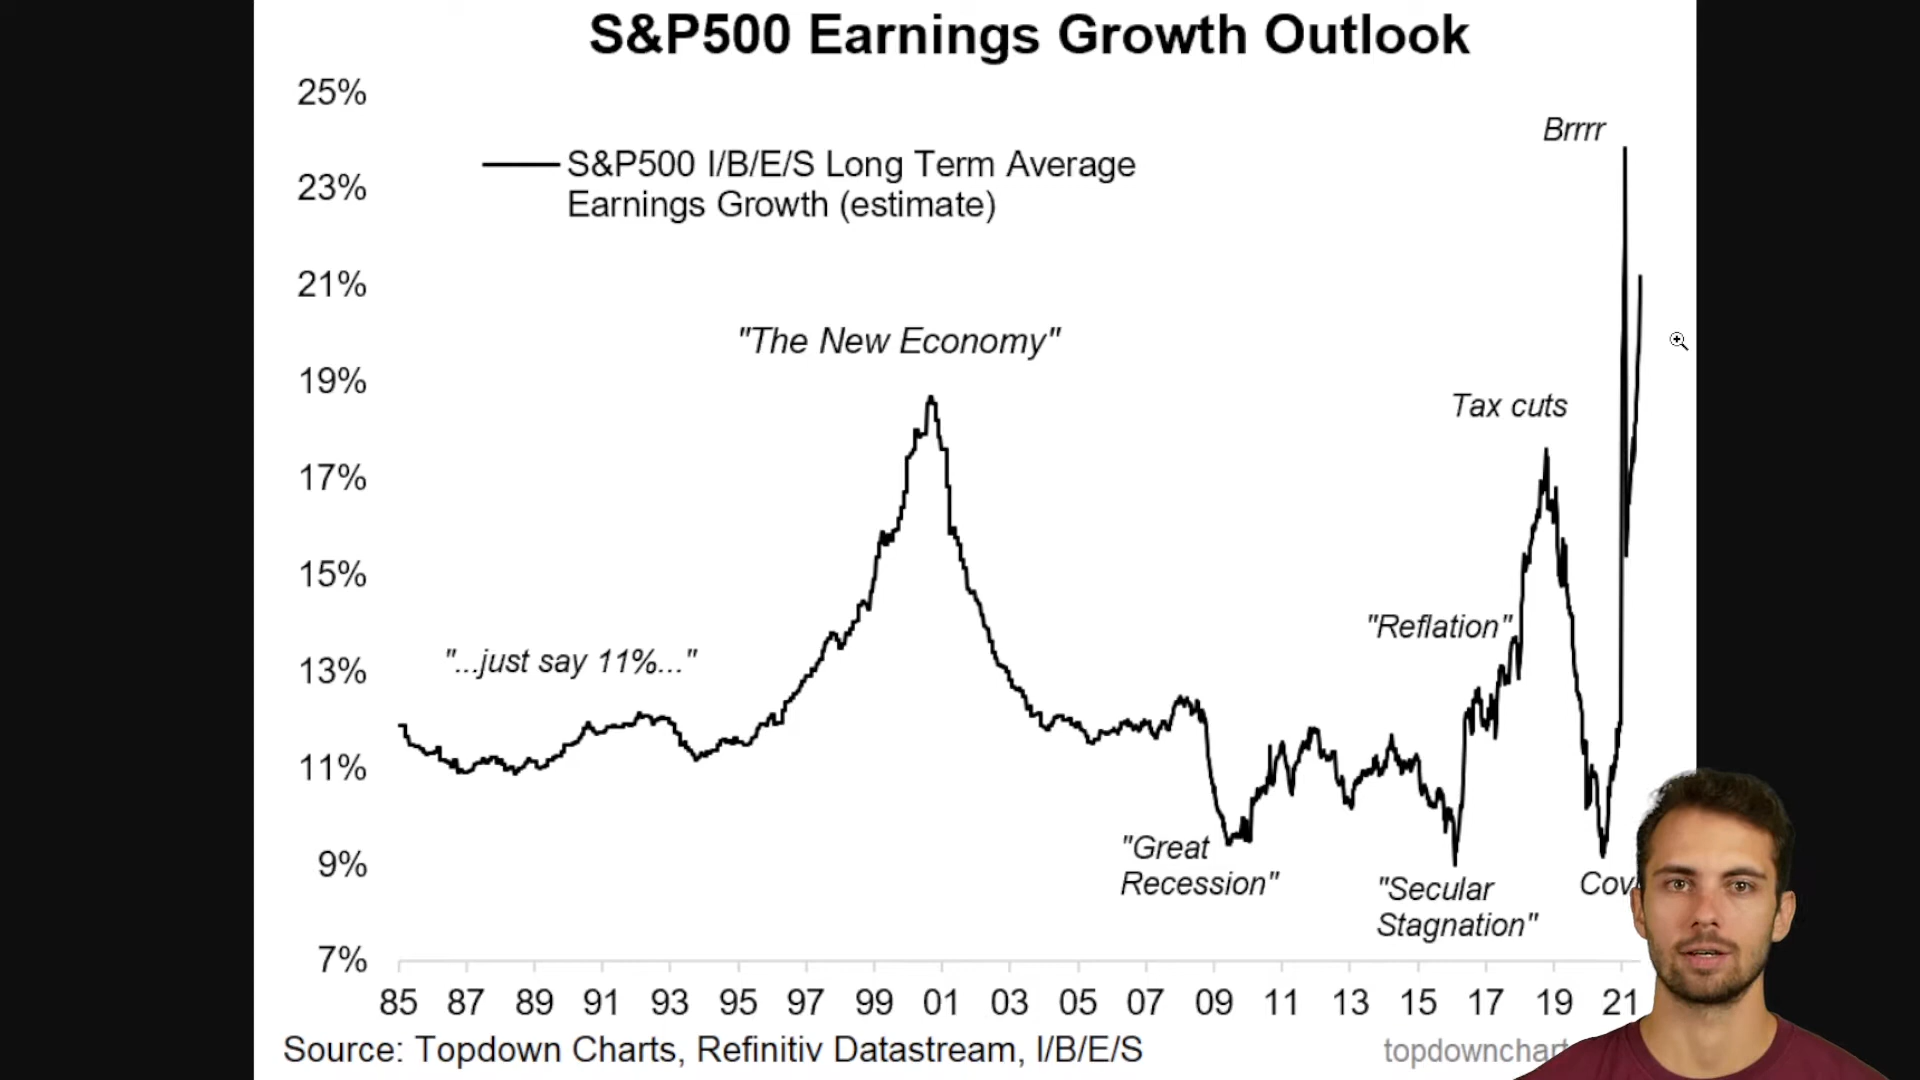 S&P500 Earnings Growth Outlook
25%
Brrrr
S&P500 I/B/E/S Long Term Average
Earnings Growth (estimate)
23%
21%
"The New Economy"
19%
Tax cuts
17%
15%
"Reflation"
"...just say 11%..."
13%
11%
9%
"Great
Recession"
"Secular
Stagnation"
7%
85 87 89 91 93 95 97 99 01 03 05 07 09 11 13 15 17 19 21
Source: Topdown Charts, Refinitiv Datastream, I/B/E/S